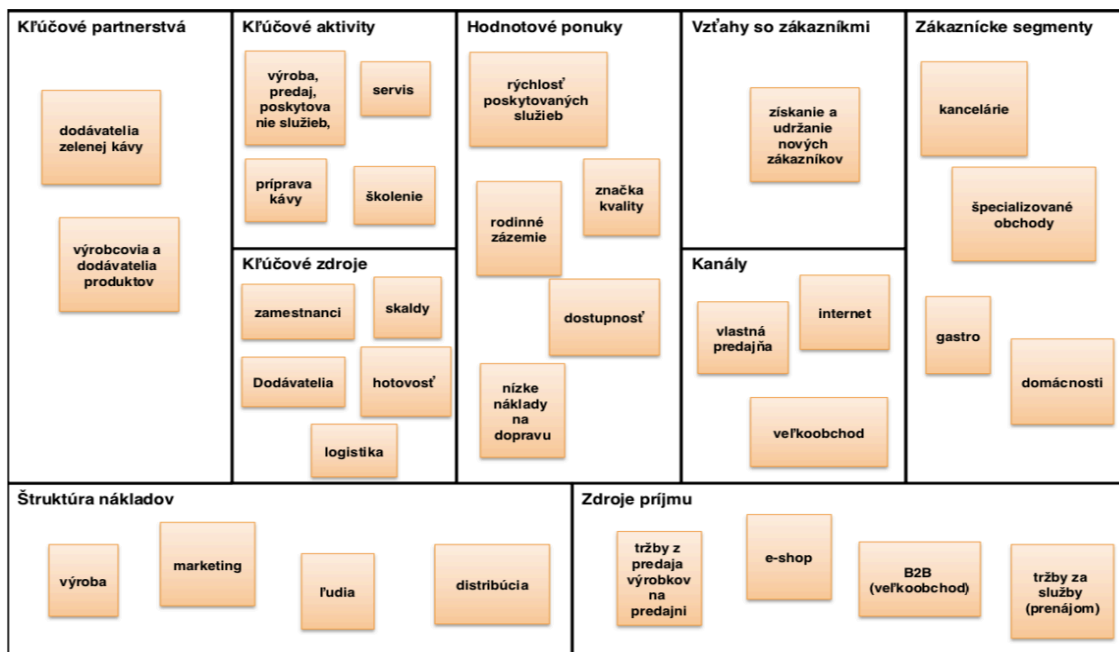 Kľúčové partnerstvá
dodávatelia
zelenej kávy
výrobcovia a
dodávatelia
produktov
Kľúčové aktivity
výroba,
predaj,
poskytova
nie služieb,
servis
príprava
kávy
školenie
Kľúčové zdroje
zamestnanci
skaldy
Dodávatelia
hotovosť
logistika
Hodnotové ponuky
rýchlosť
poskytovaných
služieb
značka
kvality
rodinné
zázemie
dostupnosť
nízke
náklady
na
dopravu
Vzťahy so zákazníkmi
získanie a
udržanie
nových
zákazníkov
Kanály
internet
vlastná
predajňa
veľkoobchod
Zákaznícke segmenty
kancelárie
špecializované
obchody
gastro
domácnosti
Štruktúra nákladov
výroba
marketing
ľudia
distribúcia
Zdroje príjmu
tržby z
predaja
výrobkov
na
predajni
e-shop
B2B
(veľkoobchod)
tržby za
služby
(prenájom)